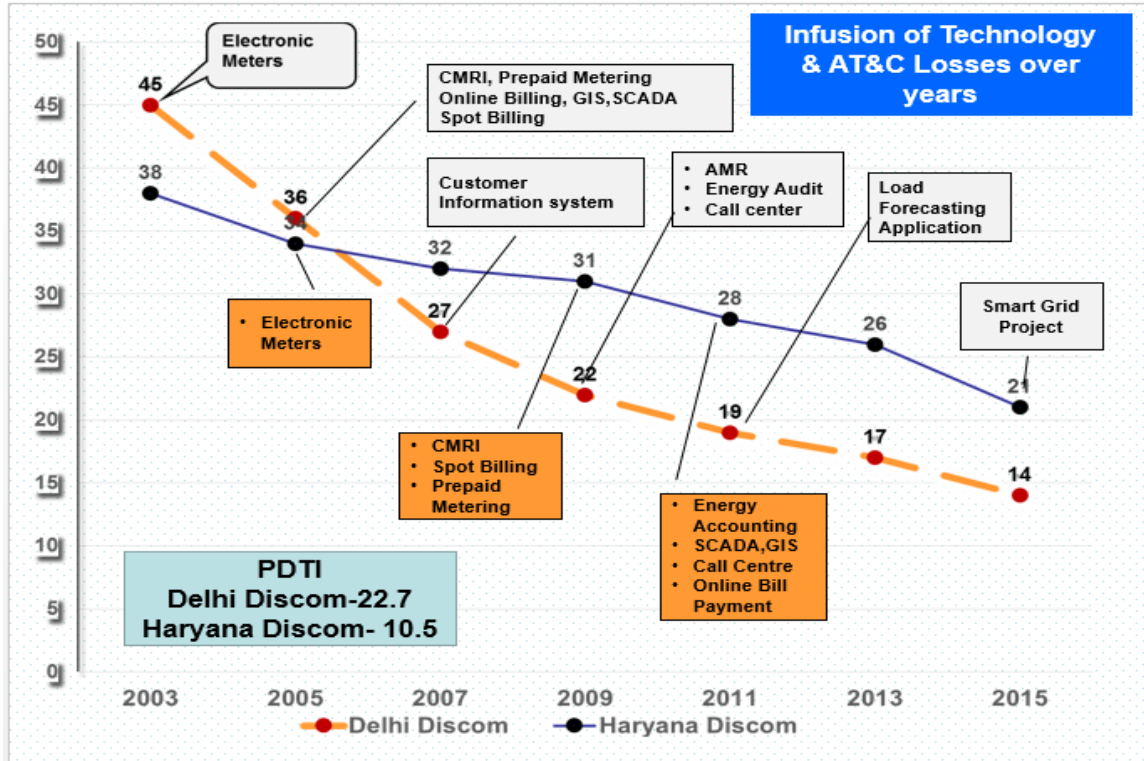 Infusion of Technology
& AT&C Losses over
years
50
45
40
35
30
25
20
15
10
5
0
Electronic
Meters
CMRI, Prepaid Metering
Online Billing, GIS,SCADA
Spot Billing
Customer
Information system
• AMR
• Energy Audit
• Call center
Load
Forecasting
Application
Smart Grid
Project
45
36
27
22
19
17
14
38
34
32
31
28
26
21
• Electronic
Meters
• CMRI
• Spot Billing
• Prepaid
Metering
• Energy
Accounting
• SCADA,GIS
• Call Centre
• Online Bill
Payment
PDTI
Delhi Discom-22.7
Haryana Discom- 10.5
2003 2005 2007 2009 2011 2013 2015
Delhi Discom Haryana Discom